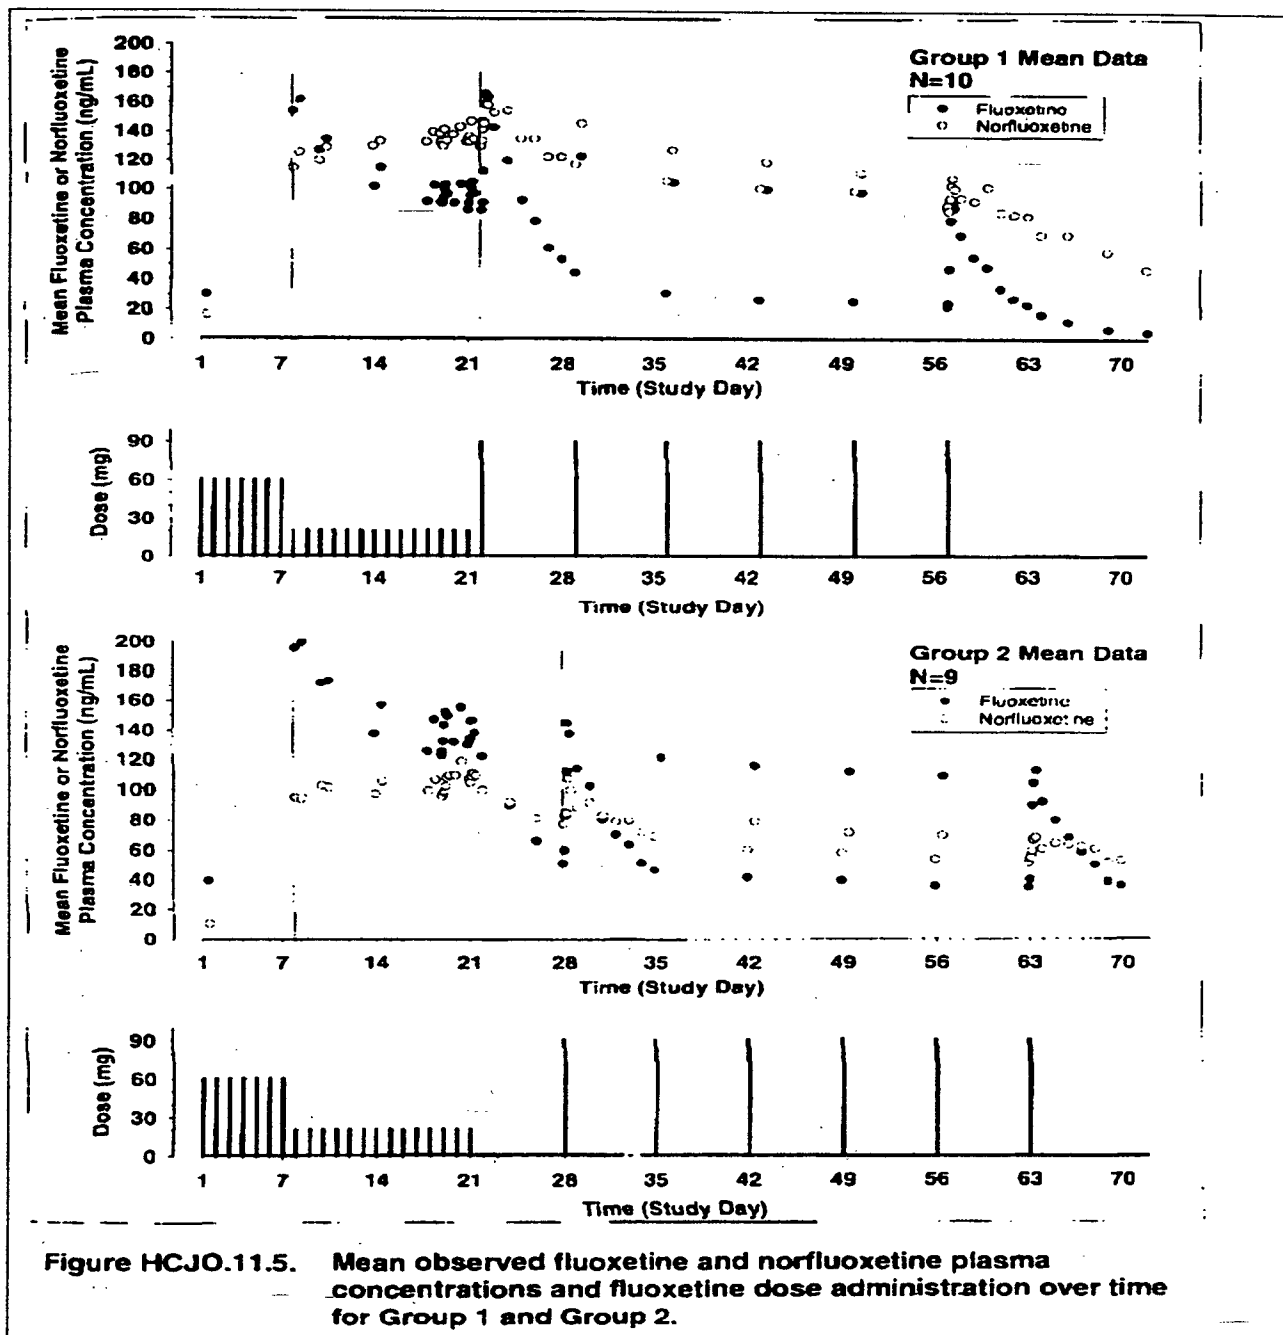 Group 1 Mean Data
N=10
Fluoxetine
Norfluoxetine
Mean Fluoxetine or Norfluoxetine
Plasma Concentration (ng/mL)
200
180
160
140
120
100
80
60
40
20
0
1 7 14 21 28 35 42 49 56 63 70
Time (Study Day)
Dose (mg)
90
60
30
0
1 7 14 21 28 35 42 49 56 63 70
Time (Study Day)
Group 2 Mean Data
N=9
Fluoxetine
Norfluoxetine
Mean Fluoxetine or Norfluoxetine
Plasma Concentration (ng/mL)
200
180
160
140
120
100
80
60
40
20
0
1 7 14 21 28 35 42 49 56 63 70
Time (Study Day)
Dose (mg)
90
60
30
0
1 7 14 21 28 35 42 49 56 63 70
Time (Study Day)
Figure HCJO.11.5. Mean observed fluoxetine and norfluoxetine plasma
concentrations and fluoxetine dose administration over time
for Group 1 and Group 2.